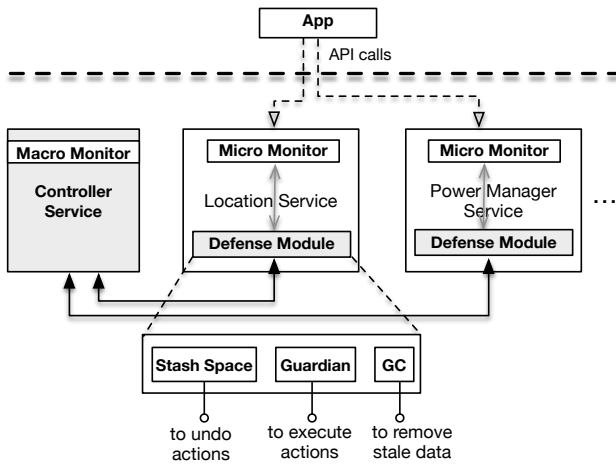 App
API calls
Macro Monitor
Controller
Service
Micro Monitor
Location Service
Defense Module
Micro Monitor
Power Manager
Service
Defense Module
...
Stash Space
Guardian
GC
to undo
actions
to execute
actions
to remove
stale data